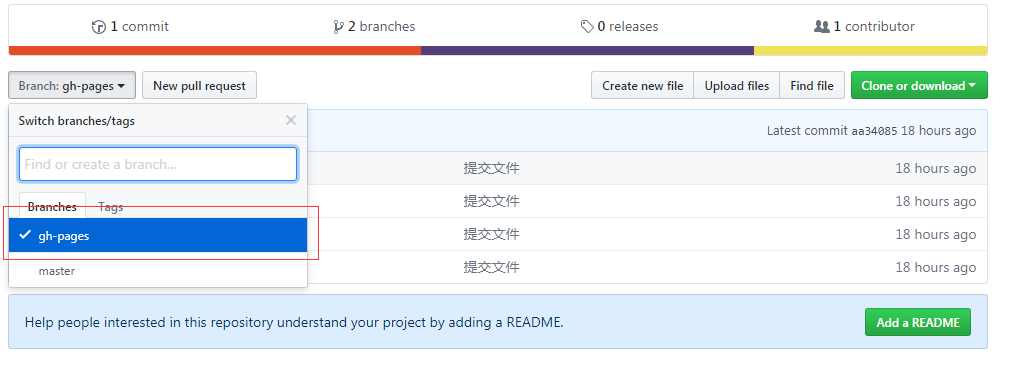 1 commit 2 branches 0 releases 1 contributor
Branch: gh-pages New pull request Create new file Upload files Find file Clone or download
Switch branches/tags
Latest commit aa34085 18 hours ago
Find or create a branch...
提交文件 18 hours ago
Branches Tags
提交文件 18 hours ago
gh-pages
提交文件 18 hours ago
master
提交文件 18 hours ago
Help people interested in this repository understand your project by adding a README. Add a README